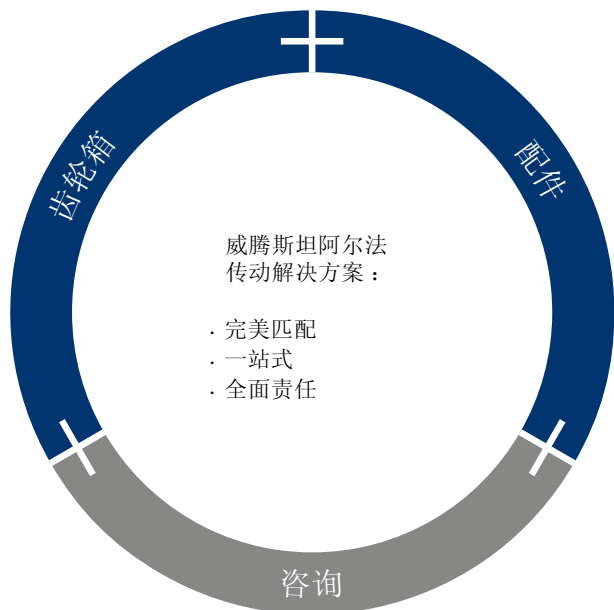 齿轮箱
配件
威腾斯坦阿尔法
传动解决方案：
. 完美匹配
. 一站式
. 全面责任
咨询